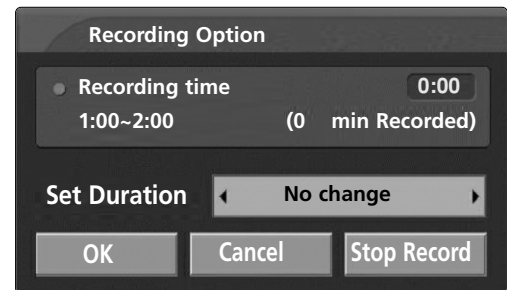 Recording Option
Recording time 0:00
1:00~2:00 (0 min Recorded)
Set Duration No change
OK Cancel Stop Record